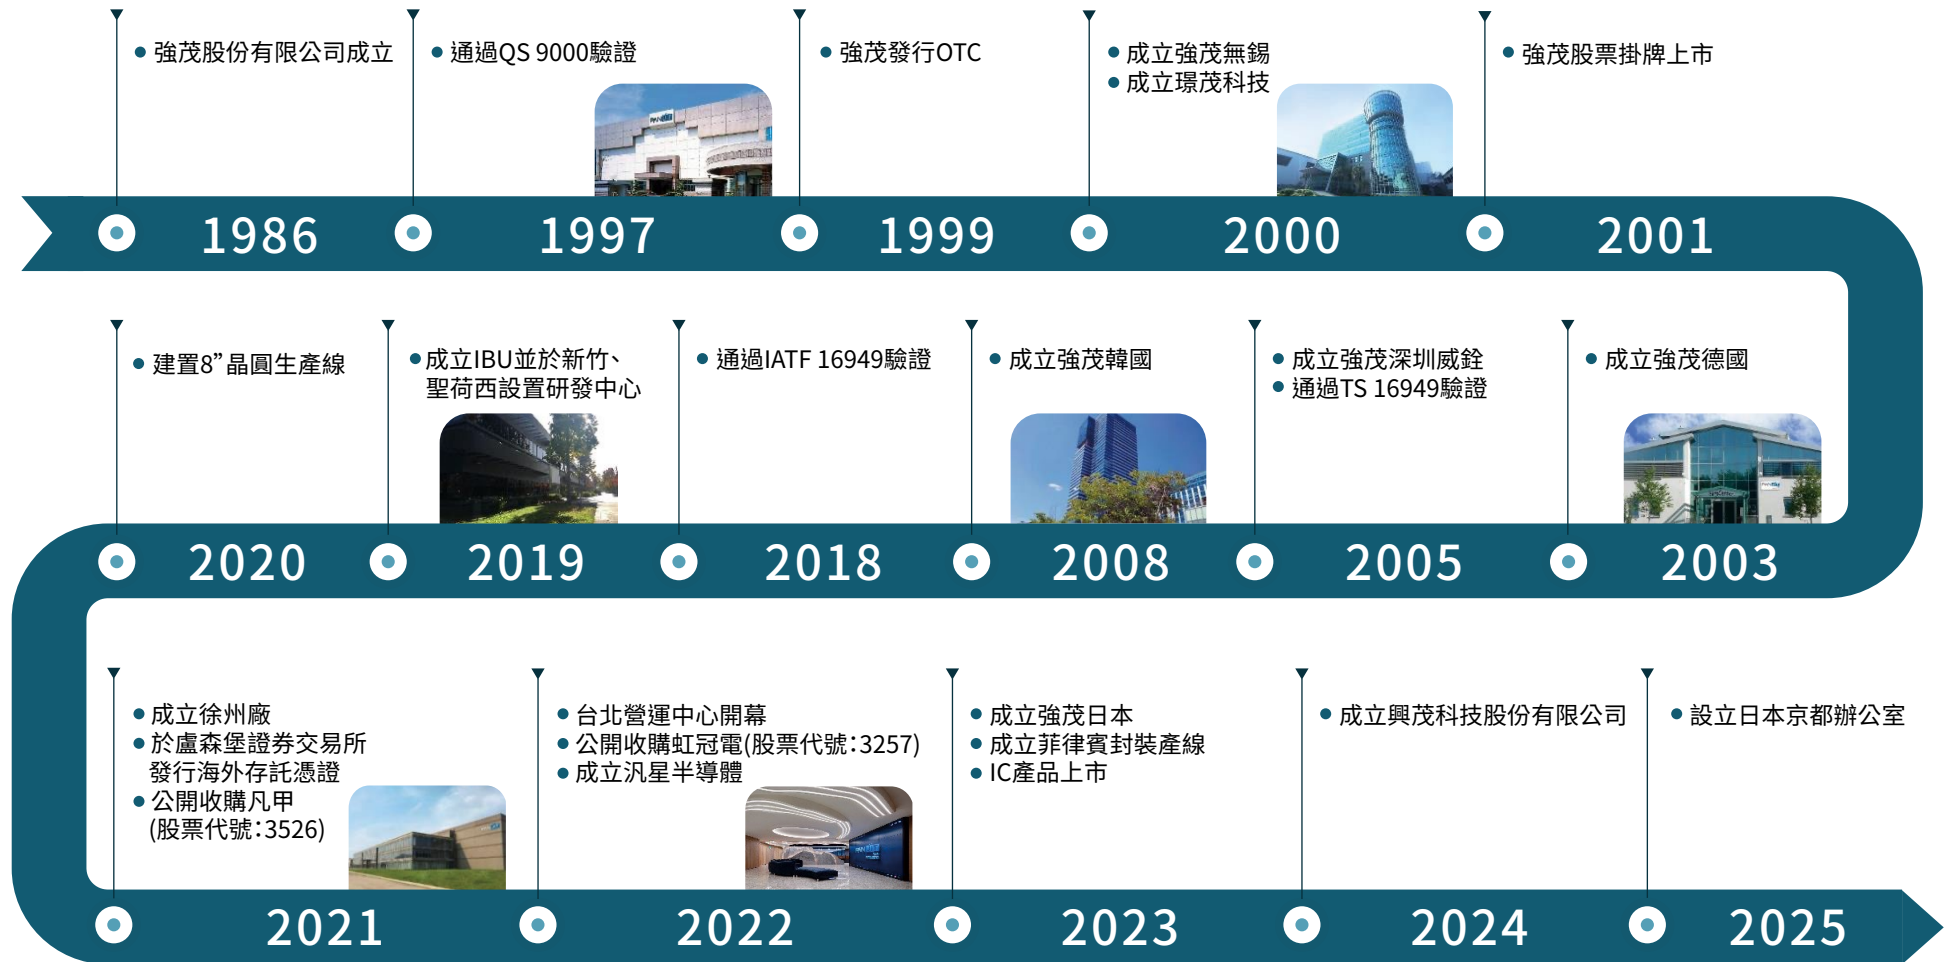 強茂股份有限公司成立
通過QS 9000驗證
強茂發行OTC
成立強茂無錫
成立璟茂科技
強茂股票掛牌上市
1986
1997
1999
2000
2001
建置8”晶圓生產線
成立IBU並於新竹、
聖荷西設置研發中心
通過IATF 16949驗證
成立強茂韓國
成立強茂深圳威銓
通過TS 16949驗證
成立強茂德國
2020
2019
2018
2008
2005
2003
成立徐州廠
於盧森堡證券交易所
發行海外存託憑證
公開收購凡甲
(股票代號：3526)
台北營運中心開幕
公開收購虹冠電(股票代號：3257)
成立汎星半導體
成立強茂日本
成立菲律賓封裝產線
IC產品上市
成立興茂科技股份有限公司
設立日本京都辦公室
2021
2022
2023
2024
2025